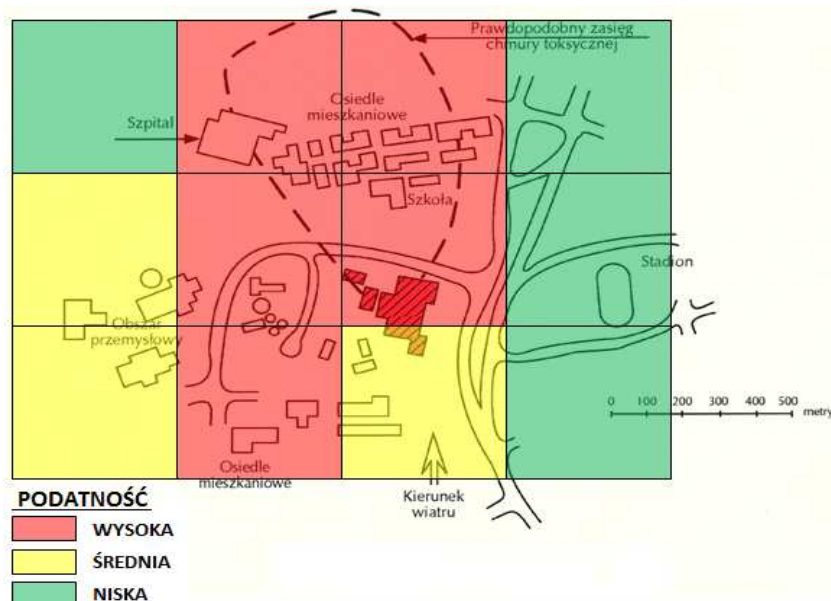 Prawdopodobny zasięg
chmury toksycznej
Osiedle
mieszkaniowe
Szpital
Szkoła
Stadion
Obszar
przemysłowy
0 100 200 300 400 500
metry
Osiedle
mieszkaniowe
Kierunek
wiatru
PODATNOŚĆ
WYSOKA
ŚREDNIA
NISKA